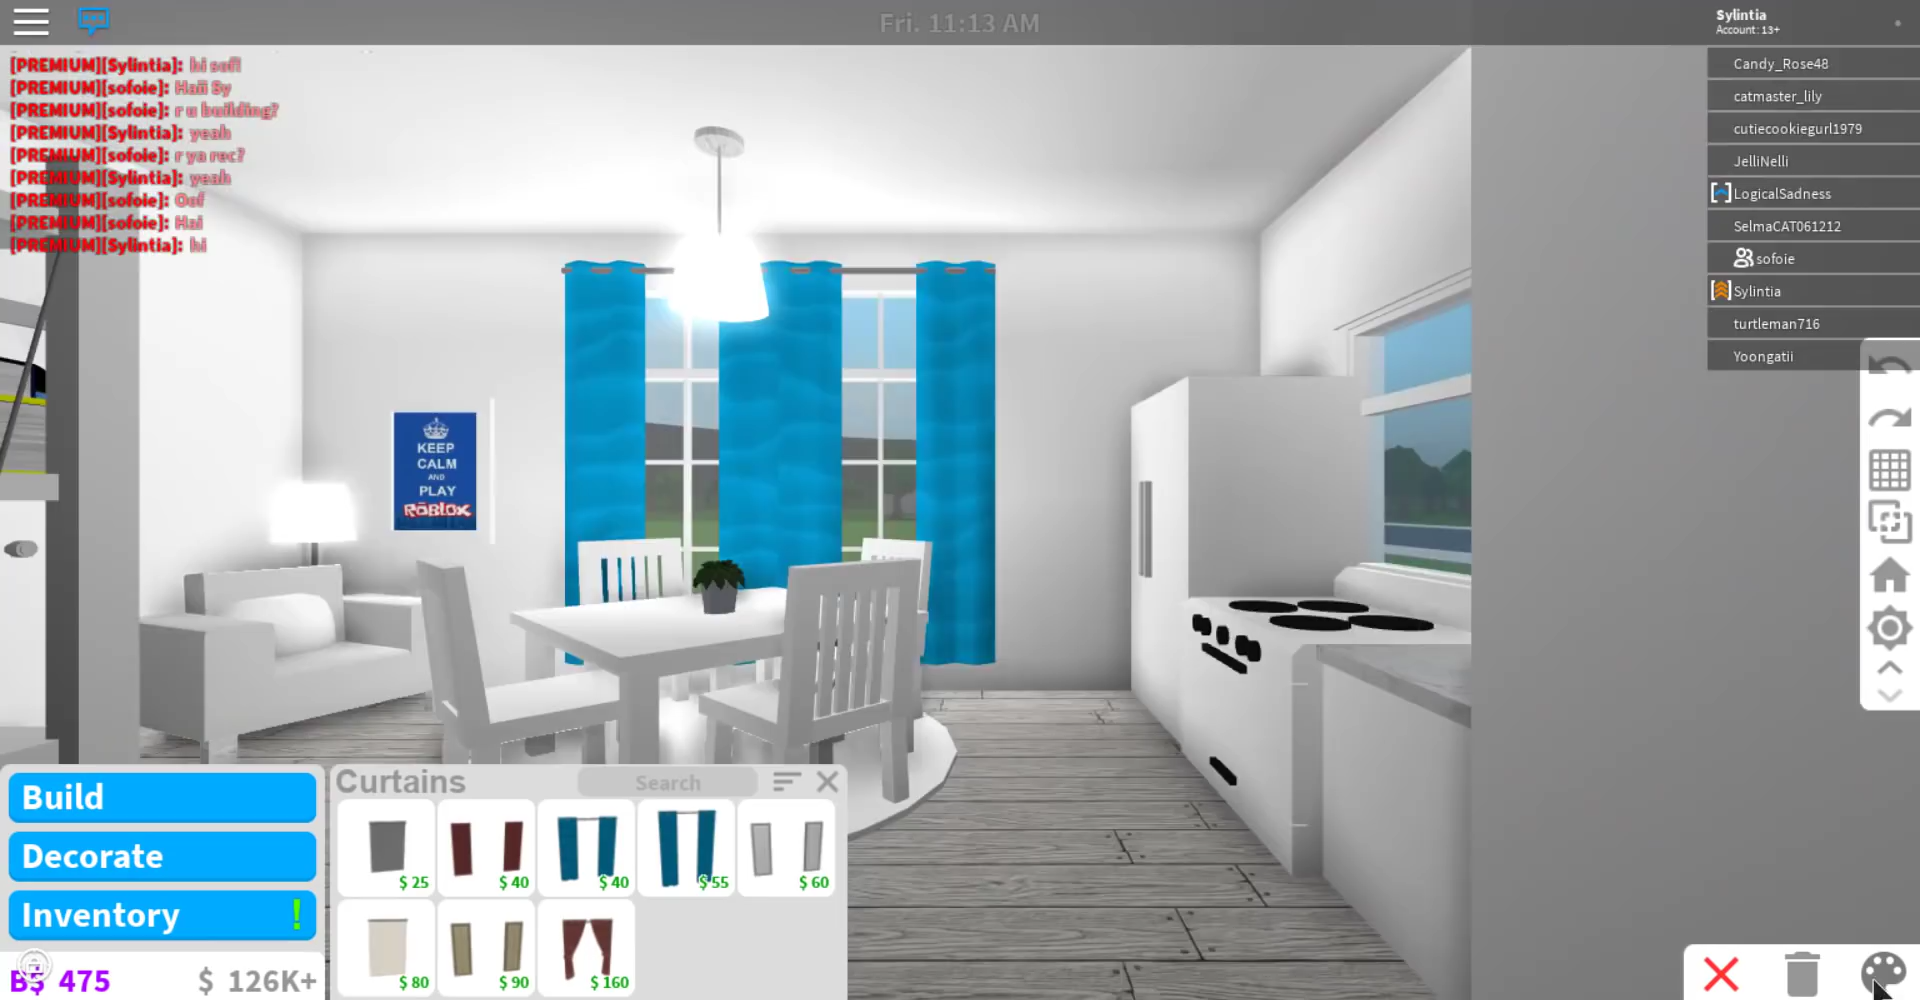 Fri. 11:13 AM
Sylintia
Account: 13+
[PREMIUM][Sylintia]: hi sofi
[PREMIUM][sofoie]: Haii Sy
[PREMIUM][sofoie]: r u building?
[PREMIUM][Sylintia]: yeah
[PREMIUM][sofoie]: r ya rec?
[PREMIUM][Sylintia]: yeah
[PREMIUM][sofoie]: Oof
[PREMIUM][sofoie]: Hai
[PREMIUM][Sylintia]: hi
Candy_Rose48
catmaster_lily
cutiecookiegurl1979
JelliNelli
LogicalSadness
SelmaCAT061212
sofoie
Sylintia
turtleman716
Yoongatii
KEEP
CALM
AND
PLAY
ROBLOX
Build
Decorate
Inventory !
B$ 475
$ 126K+
Curtains
Search
$ 25
$ 40
$ 40
$ 55
$ 60
$ 80
$ 90
$ 160